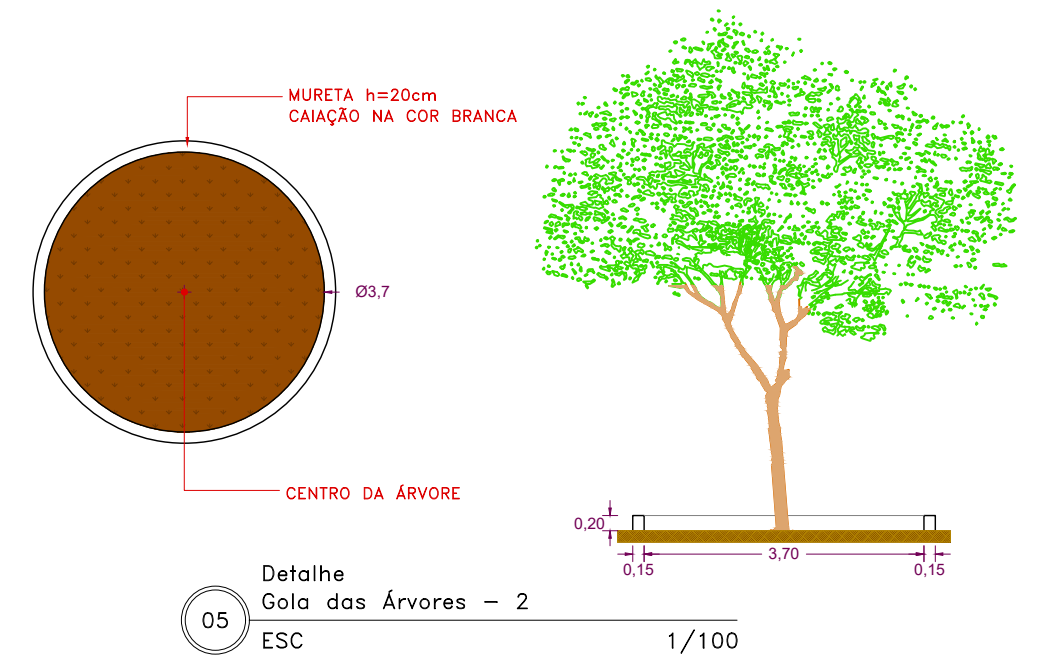 MURETA h=20cm
CAIAÇÃO NA COR BRANCA
Ø3,7
CENTRO DA ÁRVORE
0,20
3,70
0,15
0,15
Detalhe
Gola das Árvores - 2
05
ESC 1/100